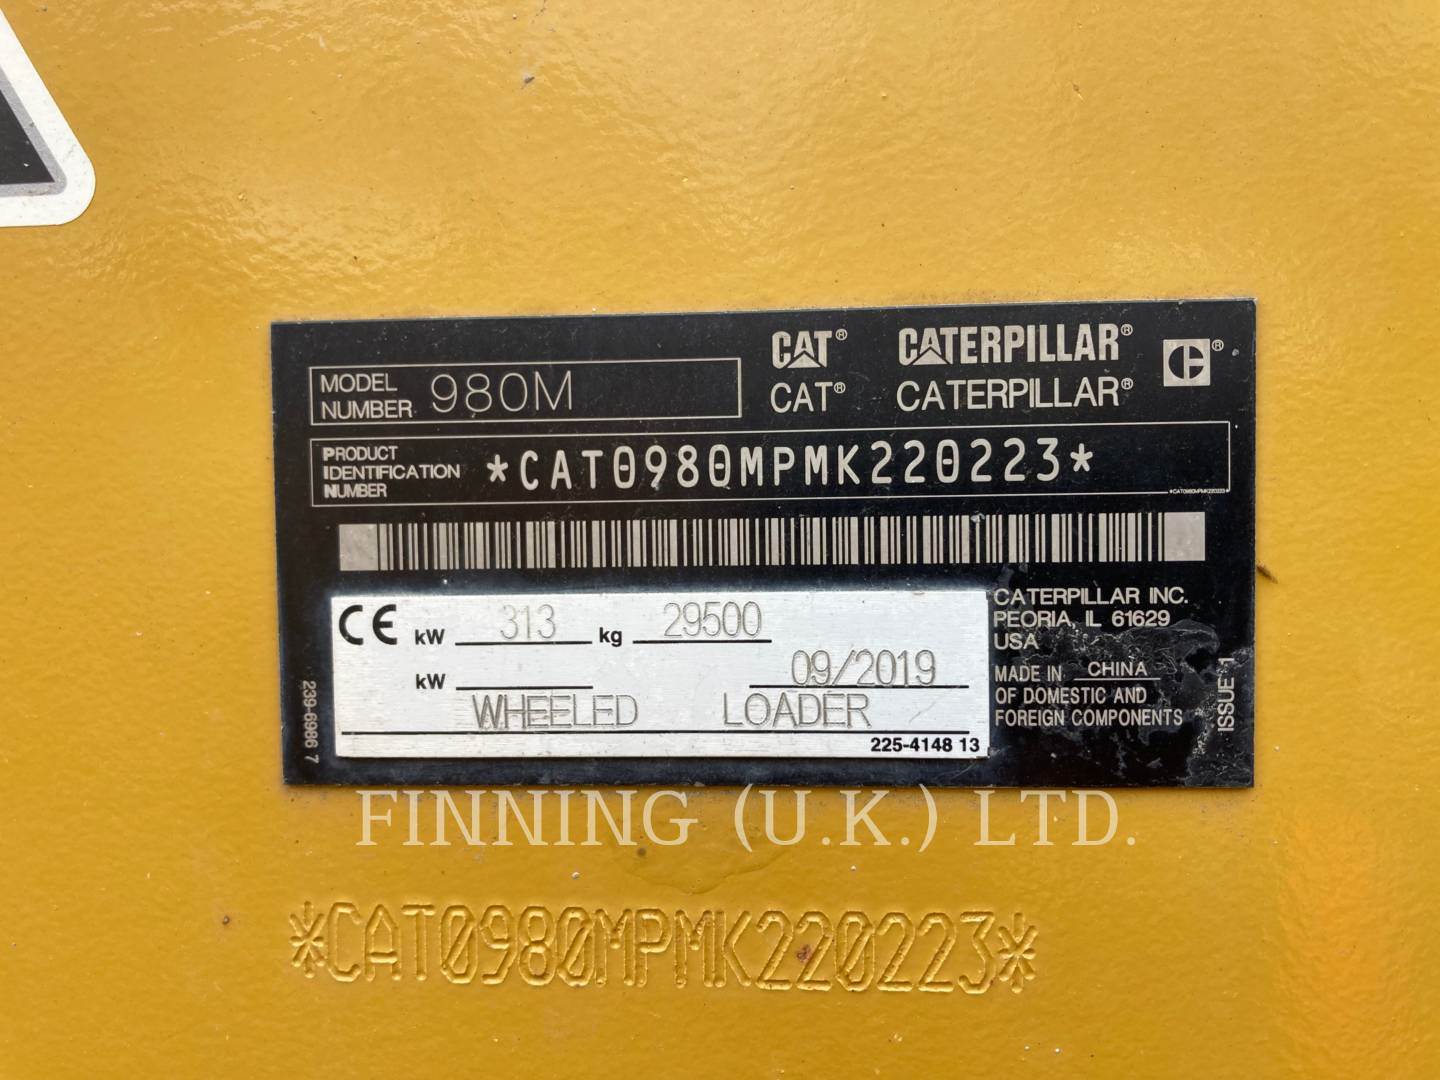 CAT® CATERPILLAR®
CAT® CATERPILLAR®
MODEL NUMBER 980M
PRODUCT IDENTIFICATION NUMBER *CAT0980MPMK220223*
*CAT0980MPMK220223*
CE kW 313 kg 29500
kW 09/2019
WHEELED LOADER
225-4148 13
CATERPILLAR INC.
PEORIA, IL 61629
USA
MADE IN CHINA
OF DOMESTIC AND
FOREIGN COMPONENTS
239-6986 7
ISSUE 1
FINNING (U.K.) LTD.
*CAT0980MPMK220223*